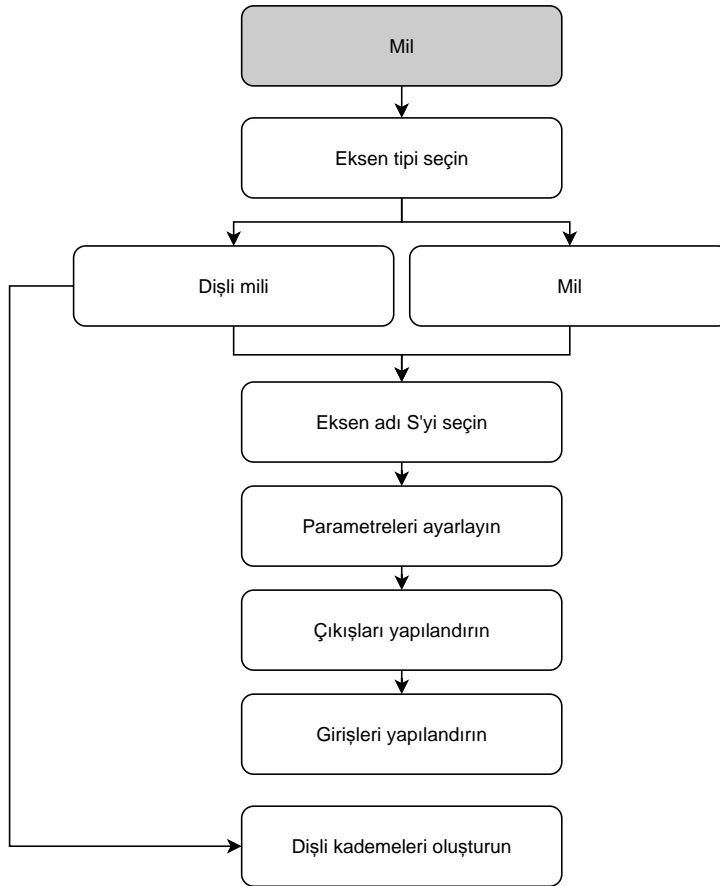 Mil
Eksen tipi seçin
Dişli mili
Mil
Eksen adı S'yi seçin
Parametreleri ayarlayın
Çıkışları yapılandırın
Girişleri yapılandırın
Dişli kademeleri oluşturun